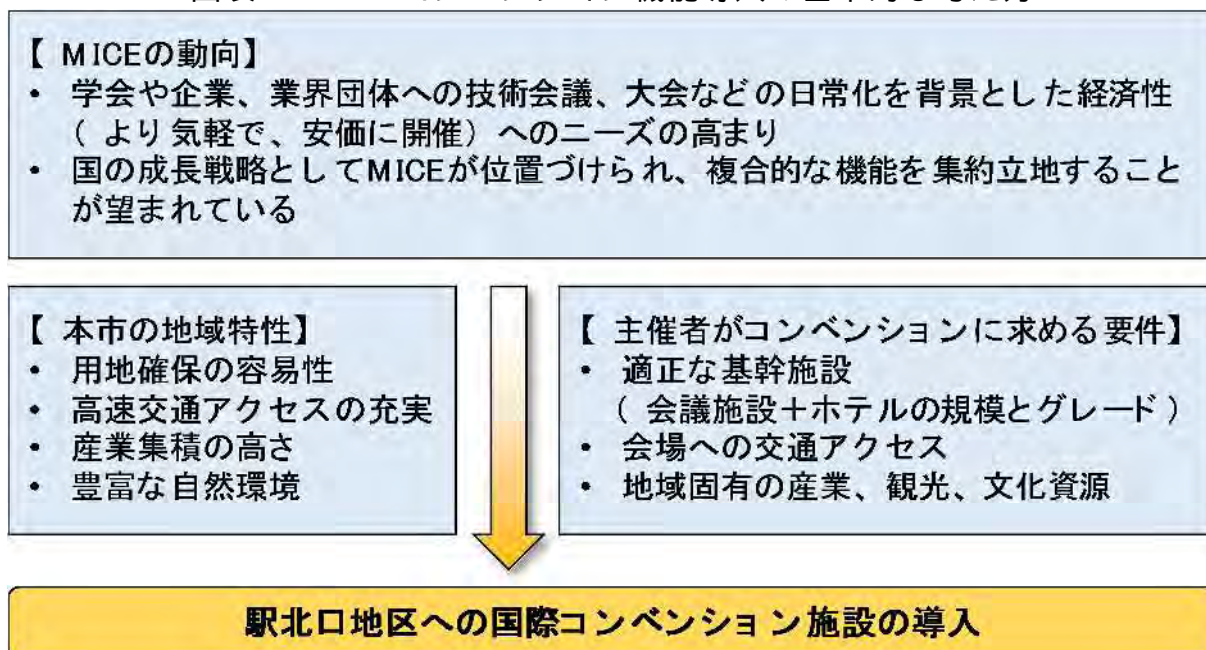 【MICEの動向】
・ 学会や企業、業界団体への技術会議、大会などの日常化を背景とした経済性
（より気軽で、安価に開催）へのニーズの高まり
・ 国の成長戦略としてMICEが位置づけられ、複合的な機能を集約立地すること
が望まれている
【本市の地域特性】
・ 用地確保の容易性
・ 高速交通アクセスの充実
・ 産業集積の高さ
・ 豊富な自然環境
【主催者がコンベンションに求める要件】
・ 適正な基幹施設
（会議施設＋ホテルの規模とグレード）
・ 会場への交通アクセス
・ 地域固有の産業、観光、文化資源
駅北口地区への国際コンベンション施設の導入